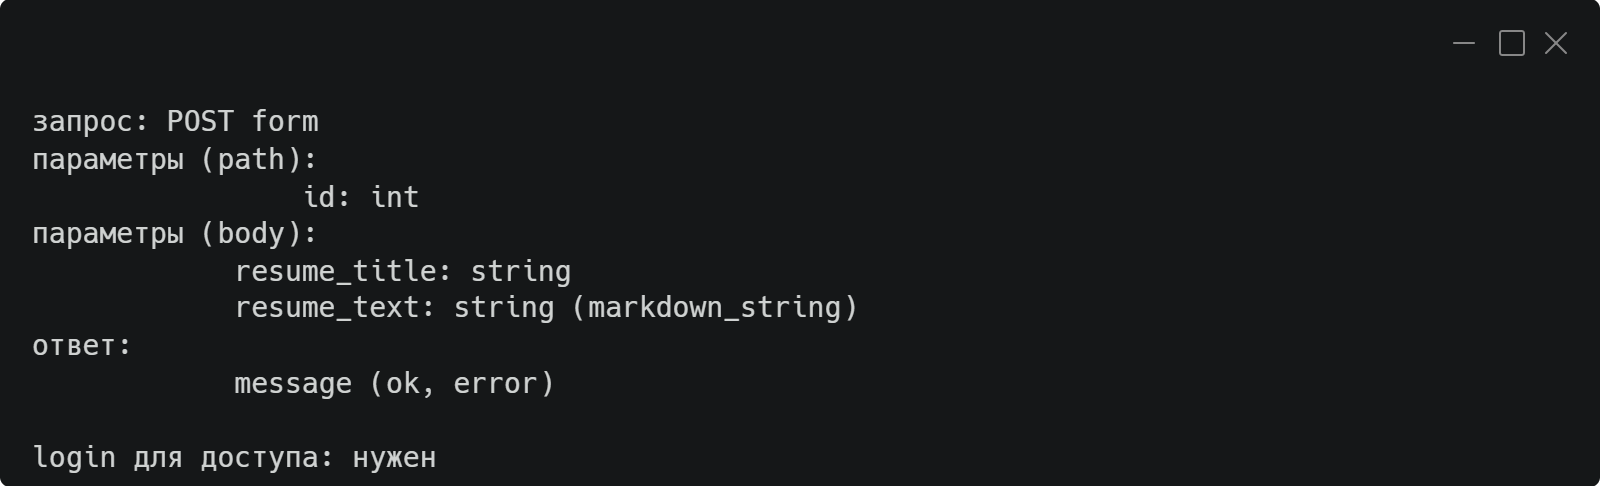 запрос: POST form
параметры (path):
id: int
параметры (body):
resume_title: string
resume_text: string (markdown_string)
ответ:
message (ok, error)
login для доступа: нужен